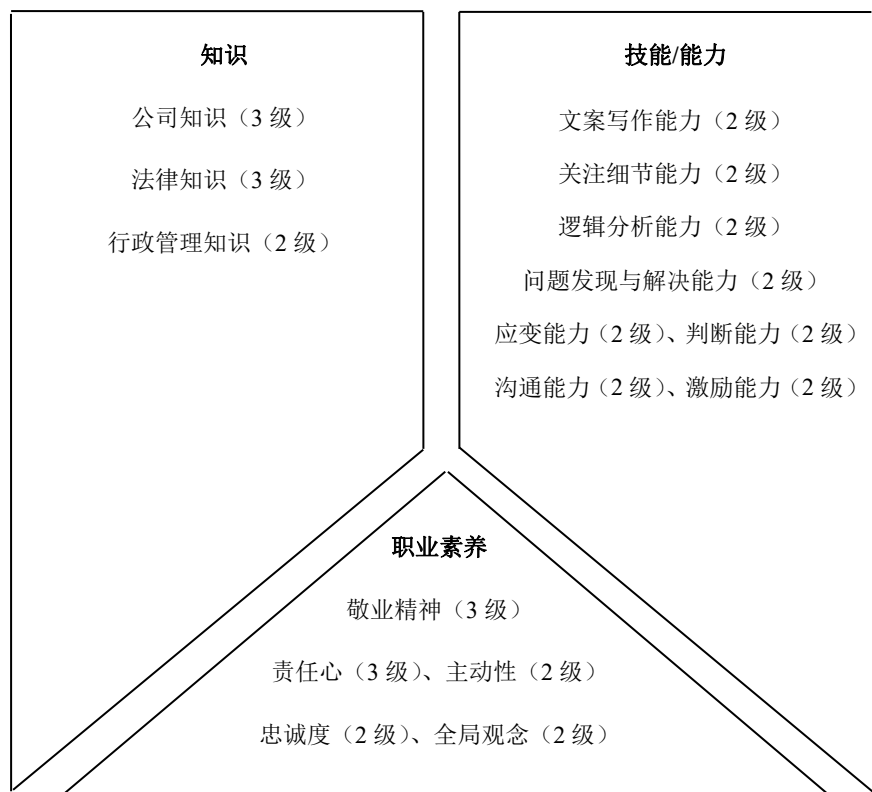 知识
公司知识（3 级）
法律知识（3 级）
行政管理知识（2 级）
技能/能力
文案写作能力（2 级）
关注细节能力（2 级）
逻辑分析能力（2 级）
问题发现与解决能力（2 级）
应变能力（2 级）、判断能力（2 级）
沟通能力（2 级）、激励能力（2 级）
职业素养
敬业精神（3 级）
责任心（3 级）、主动性（2 级）
忠诚度（2 级）、全局观念（2 级）